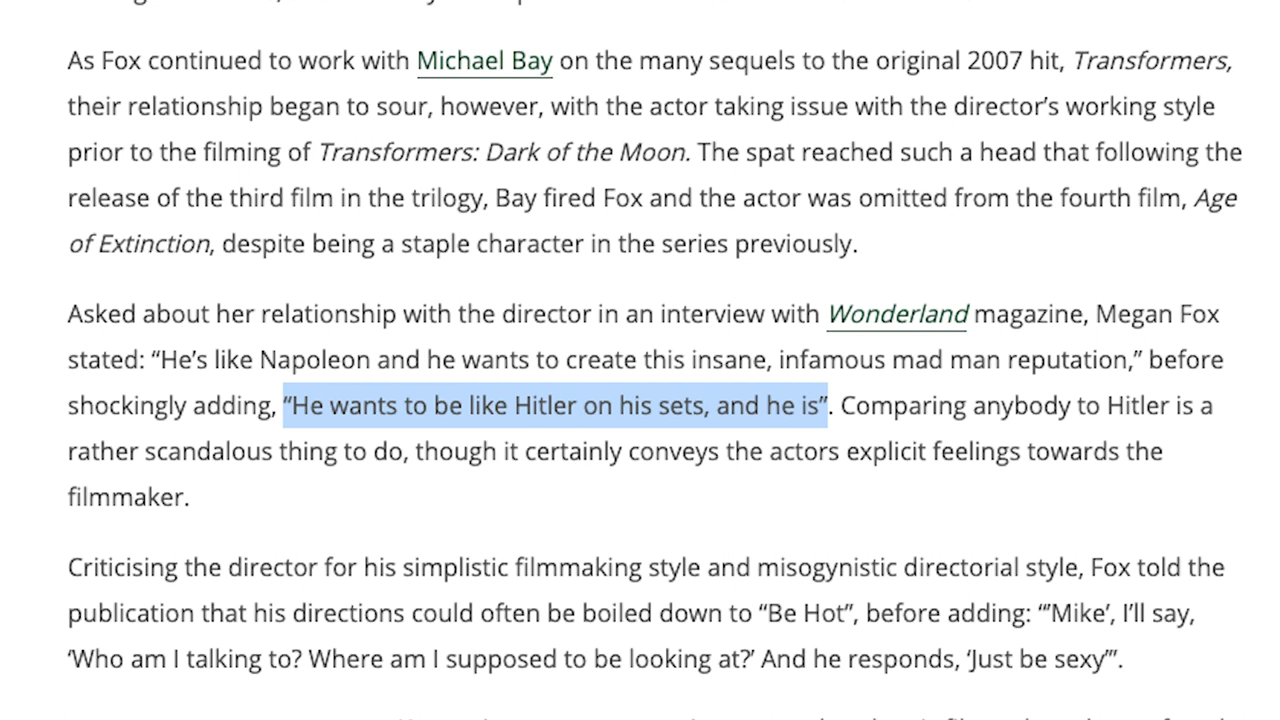 As Fox continued to work with Michael Bay on the many sequels to the original 2007 hit, Transformers,
their relationship began to sour, however, with the actor taking issue with the director’s working style
prior to the filming of Transformers: Dark of the Moon. The spat reached such a head that following the
release of the third film in the trilogy, Bay fired Fox and the actor was omitted from the fourth film, Age
of Extinction, despite being a staple character in the series previously.
Asked about her relationship with the director in an interview with Wonderland magazine, Megan Fox
stated: “He’s like Napoleon and he wants to create this insane, infamous mad man reputation,” before
shockingly adding, “He wants to be like Hitler on his sets, and he is”. Comparing anybody to Hitler is a
rather scandalous thing to do, though it certainly conveys the actors explicit feelings towards the
filmmaker.
Criticising the director for his simplistic filmmaking style and misogynistic directorial style, Fox told the
publication that his directions could often be boiled down to “Be Hot”, before adding: “‘Mike’, I’ll say,
‘Who am I talking to? Where am I supposed to be looking at?’ And he responds, ‘Just be sexy’”.